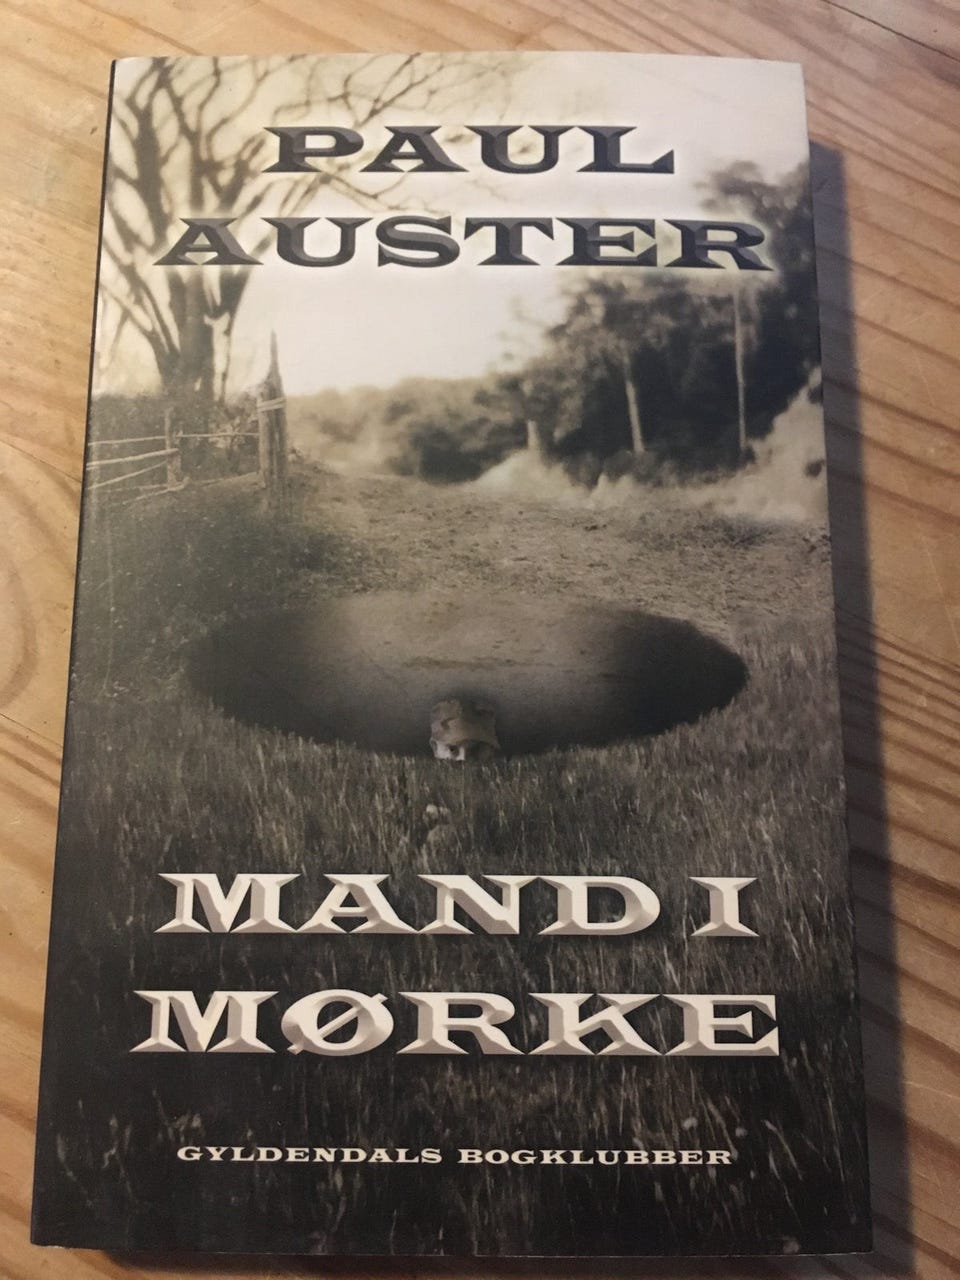 PAUL
AUSTER
MAND I
MØRKE
GYLDENDALS BOGKLUBBER